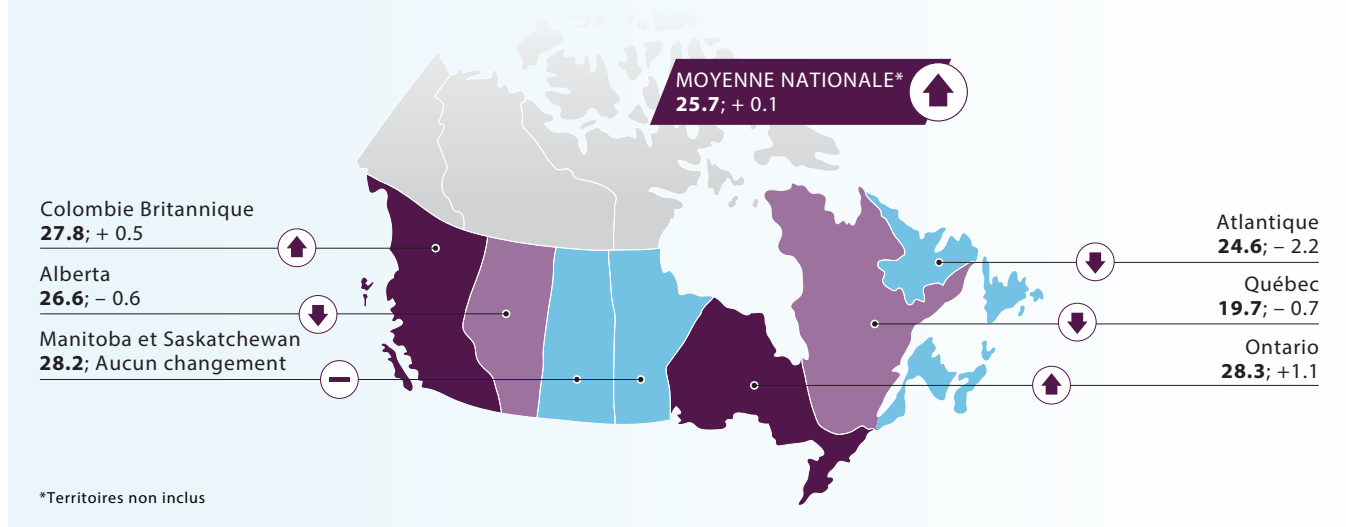 MOYENNE NATIONALE*
25.7; + 0.1
Colombie Britannique
27.8; + 0.5
Alberta
26.6; – 0.6
Manitoba et Saskatchewan
28.2; Aucun changement
Atlantique
24.6; – 2.2
Québec
19.7; – 0.7
Ontario
28.3; +1.1
*Territoires non inclus